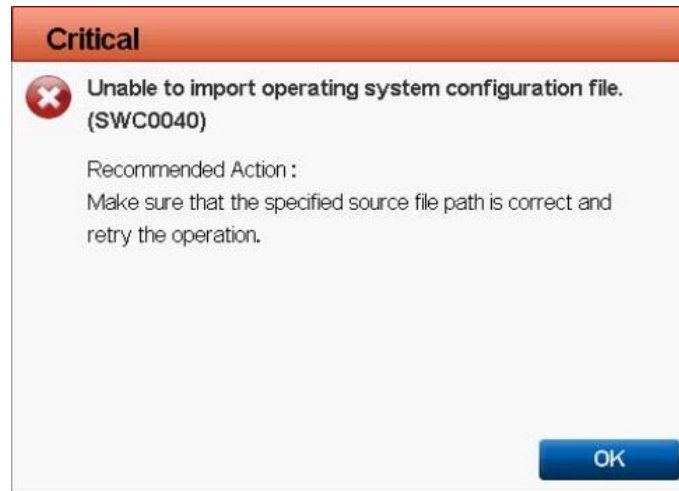 Critical
Unable to import operating system configuration file.
(SWC0040)
Recommended Action :
Make sure that the specified source file path is correct and
retry the operation.
OK